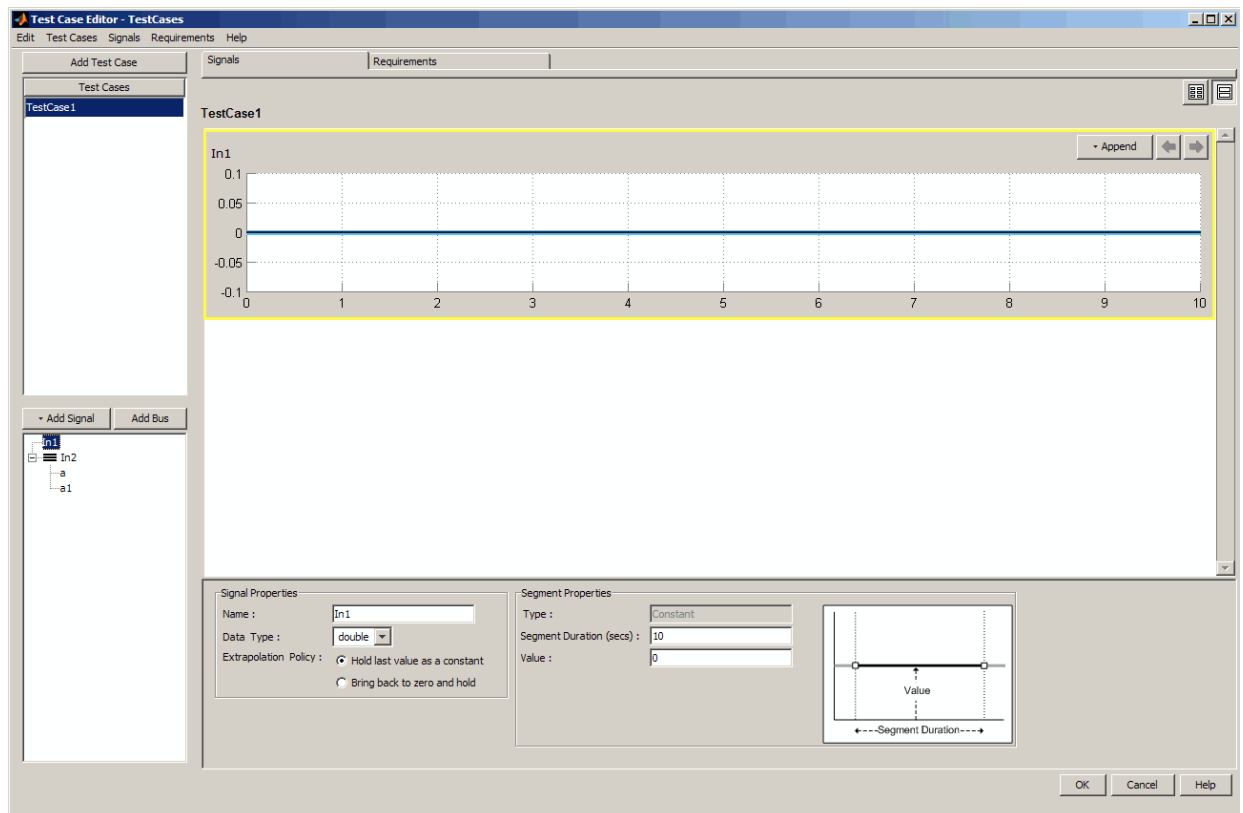 Test Case Editor - TestCases
Edit Test Cases Signals Requirements Help
Add Test Case
Test Cases
TestCase1
Add Signal
Add Bus
In1
In2
a
a1
Signals
Requirements
TestCase1
In1
Append
0.1
0.05
0
-0.05
-0.1
0 1 2 3 4 5 6 7 8 9 10
Signal Properties
Name : In1
Data Type : double
Extrapolation Policy : Hold last value as a constant
Bring back to zero and hold
Segment Properties
Type : Constant
Segment Duration (secs) : 10
Value : 0
Value
Segment Duration
OK Cancel Help